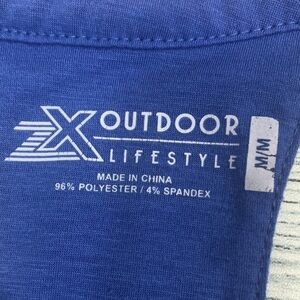 X OUTDOOR
LIFESTYLE
M/M
MADE IN CHINA
96% POLYESTER / 4% SPANDEX